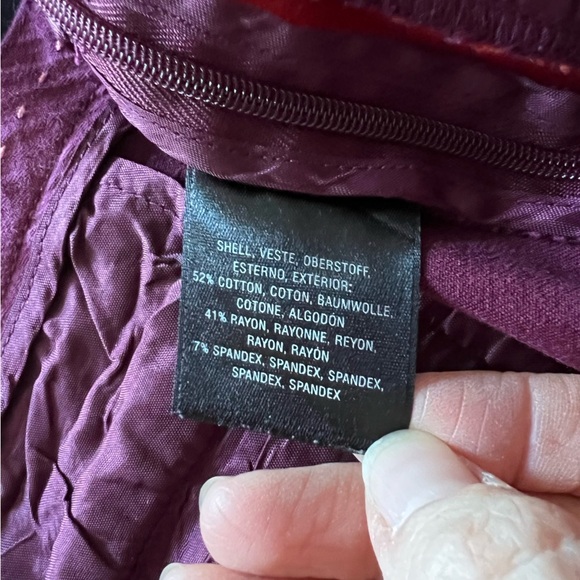 SHELL, VESTE, OBERSTOFF,
ESTERNO, EXTERIOR:
52% COTTON, COTON, BAUMWOLLE,
COTONE, ALGODÓN
41% RAYON, RAYONNE, REYON,
RAYON, RAYÓN
7% SPANDEX, SPANDEX, SPANDEX,
SPANDEX, SPANDEX